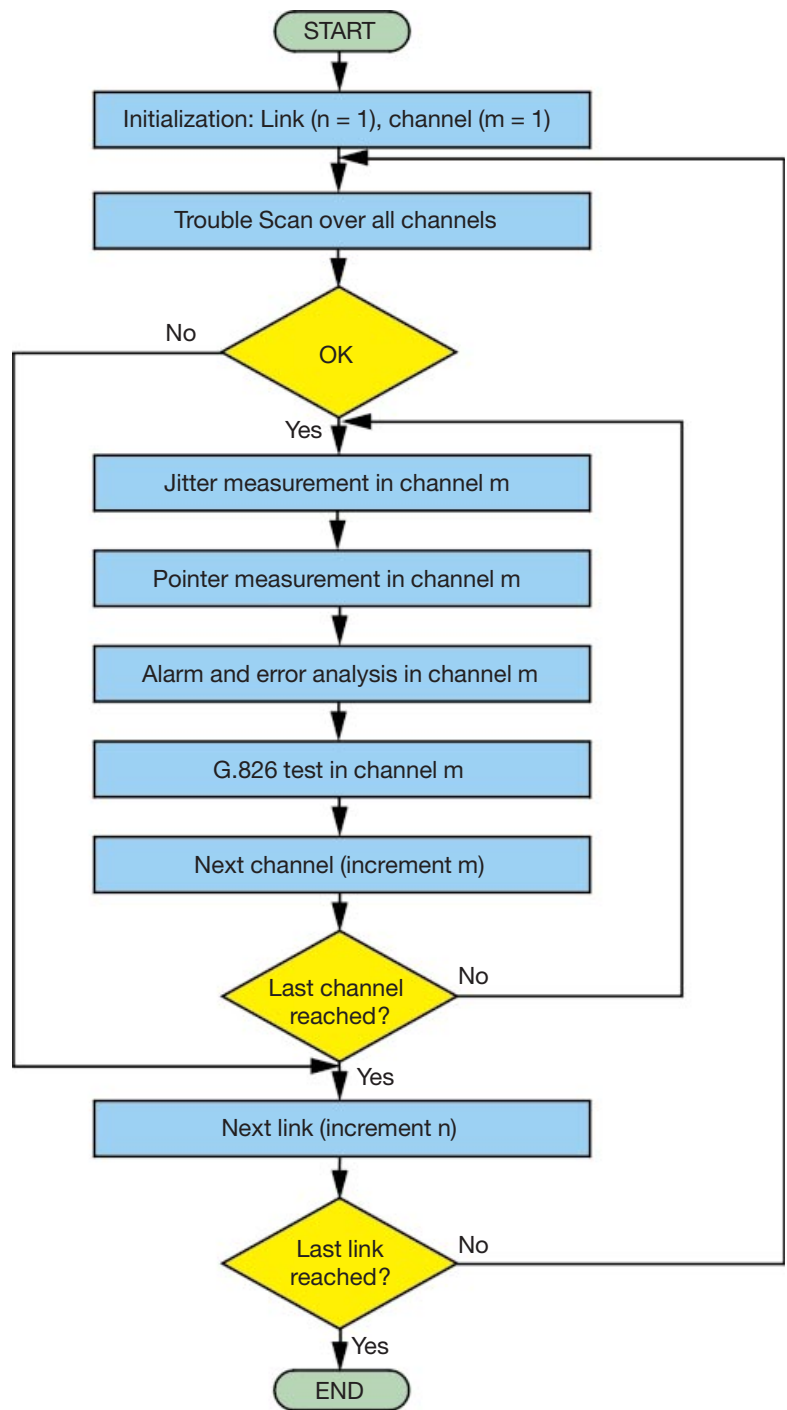 START
Initialization: Link (n = 1), channel (m = 1)
Trouble Scan over all channels
No
OK
Yes
Jitter measurement in channel m
Pointer measurement in channel m
Alarm and error analysis in channel m
G.826 test in channel m
Next channel (increment m)
Last channel
reached?
No
Yes
Next link (increment n)
Last link
reached?
No
Yes
END